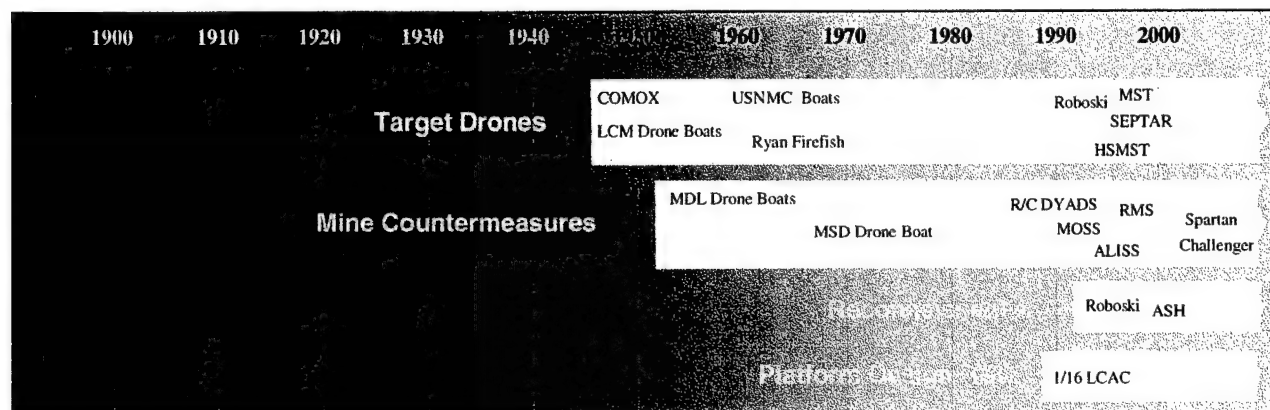 1900 1910 1920 1930 1940 1950 1960 1970 1980 1990 2000
Target Drones
COMOX USNMC Boats Roboski MST
SEPTAR
LCM Drone Boats Ryan Firefish
HSMST
Mine Countermeasures
MDL Drone Boats R/C DYADS RMS Spartan
MSD Drone Boat MOSS Challenger
ALISS
Roboski ASH
Platform
1/16 LCAC